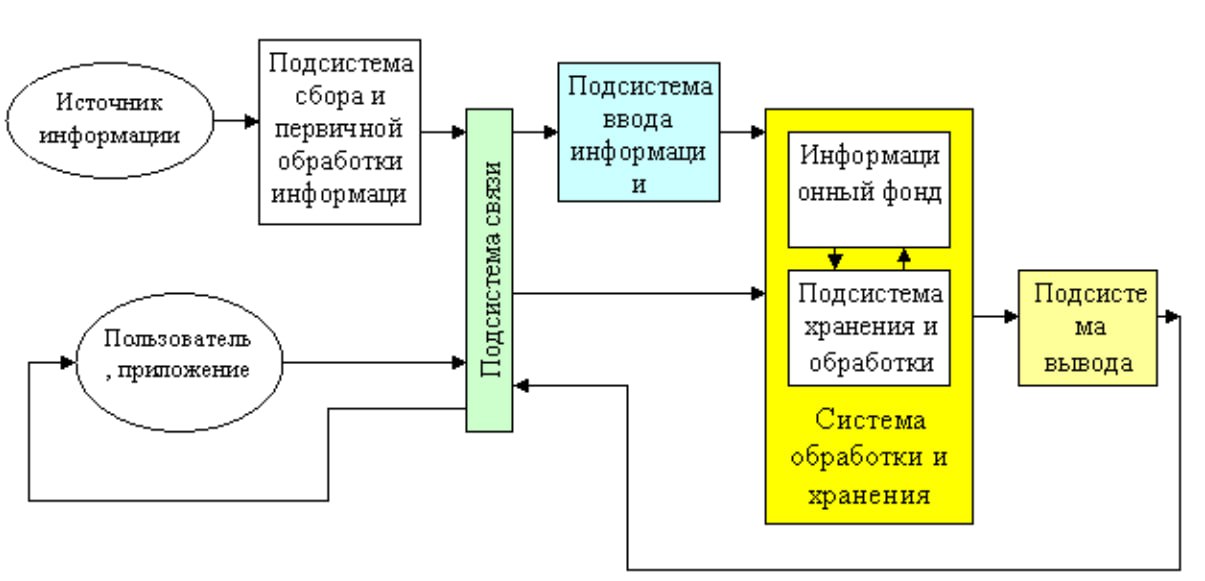 Источник
информации
Подсистема
сбора и
первичной
обработки
информаци
Подсистема связи
Подсистема
ввода
информаци
и
Информаци
онный фонд
Подсистема
хранения и
обработки
Система
обработки и
хранения
Подсисте
ма
вывода
Пользователь
, приложение